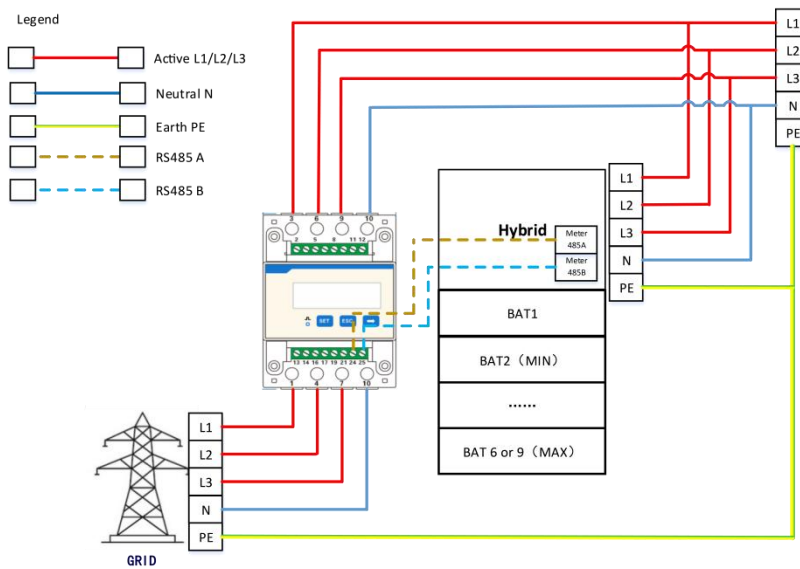 Legend
Active L1/L2/L3
Neutral N
Earth PE
RS485 A
RS485 B
L1
L2
L3
N
PE
3 6 9 10
2 5 8 11 12
SET ESC
13 14 16 17 19 21 24 25
1 4 7 10
Hybrid
Meter
485A
Meter
485B
L1
L2
L3
N
PE
BAT1
BAT2（MIN）
……
BAT 6 or 9（MAX）
L1
L2
L3
N
PE
GRID